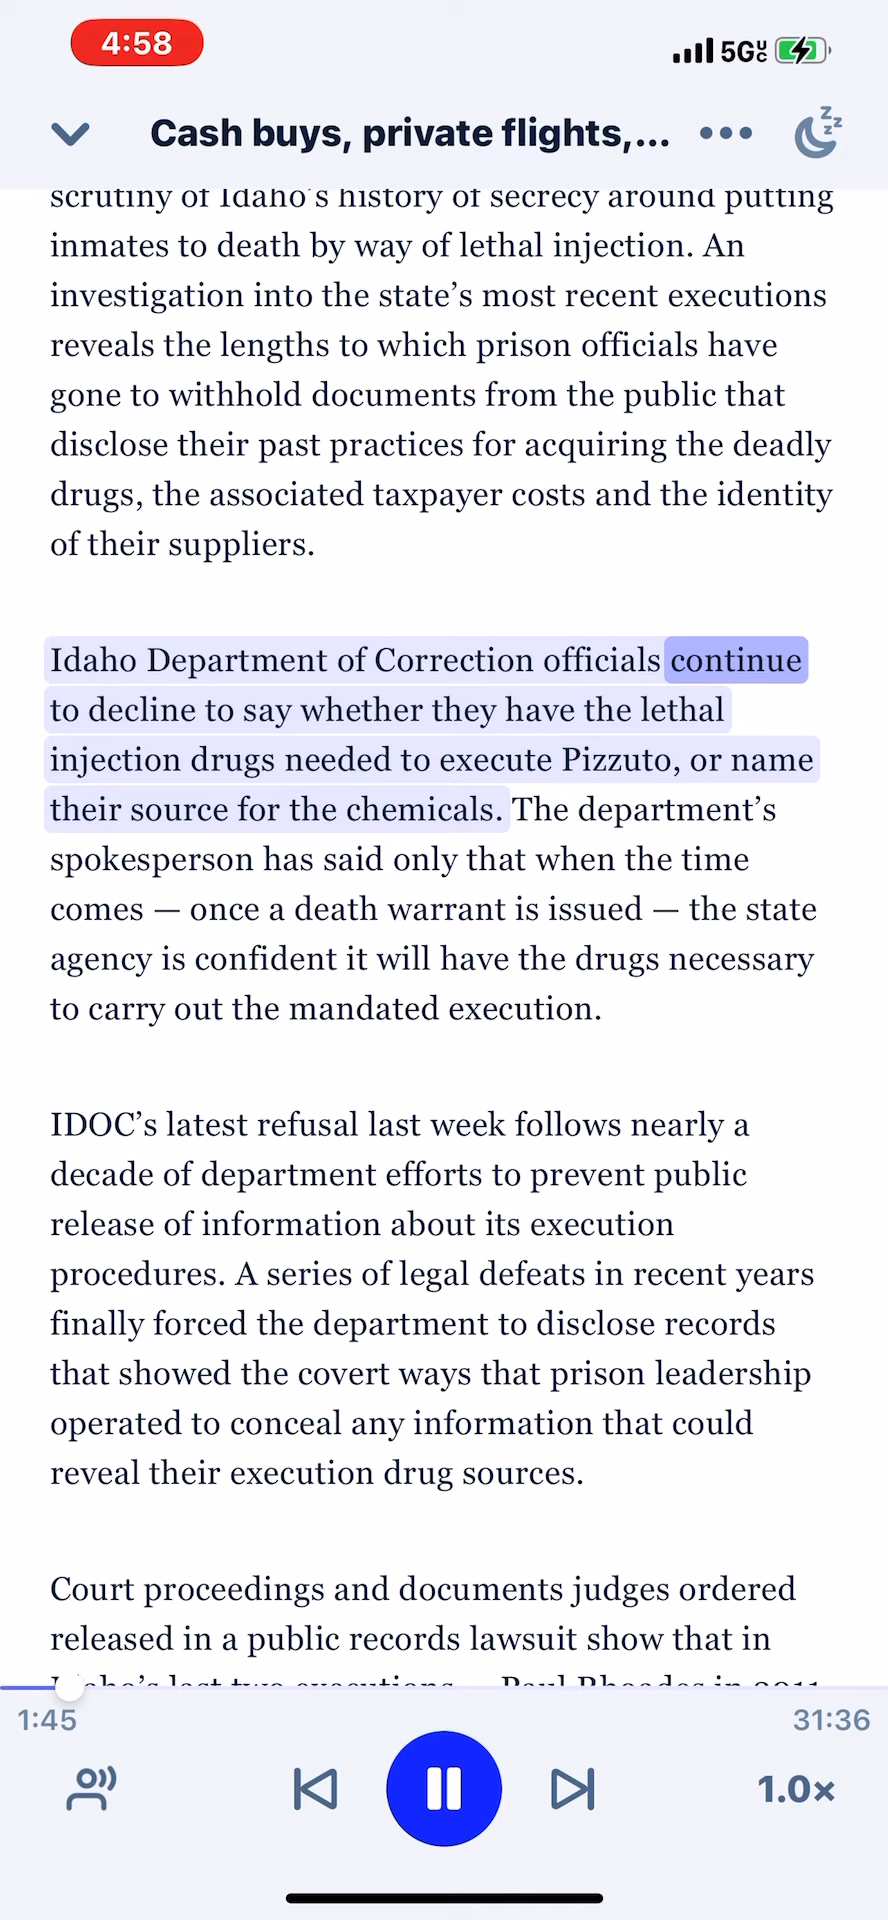 4:58
5G UC
Cash buys, private flights,...
scrutiny of Idaho’s history of secrecy around putting
inmates to death by way of lethal injection. An
investigation into the state’s most recent executions
reveals the lengths to which prison officials have
gone to withhold documents from the public that
disclose their past practices for acquiring the deadly
drugs, the associated taxpayer costs and the identity
of their suppliers.
Idaho Department of Correction officials continue
to decline to say whether they have the lethal
injection drugs needed to execute Pizzuto, or name
their source for the chemicals. The department’s
spokesperson has said only that when the time
comes — once a death warrant is issued — the state
agency is confident it will have the drugs necessary
to carry out the mandated execution.
IDOC’s latest refusal last week follows nearly a
decade of department efforts to prevent public
release of information about its execution
procedures. A series of legal defeats in recent years
finally forced the department to disclose records
that showed the covert ways that prison leadership
operated to conceal any information that could
reveal their execution drug sources.
Court proceedings and documents judges ordered
released in a public records lawsuit show that in
Idaho’s last two executions — Paul Rhoades in 2011
1:45
31:36
1.0×